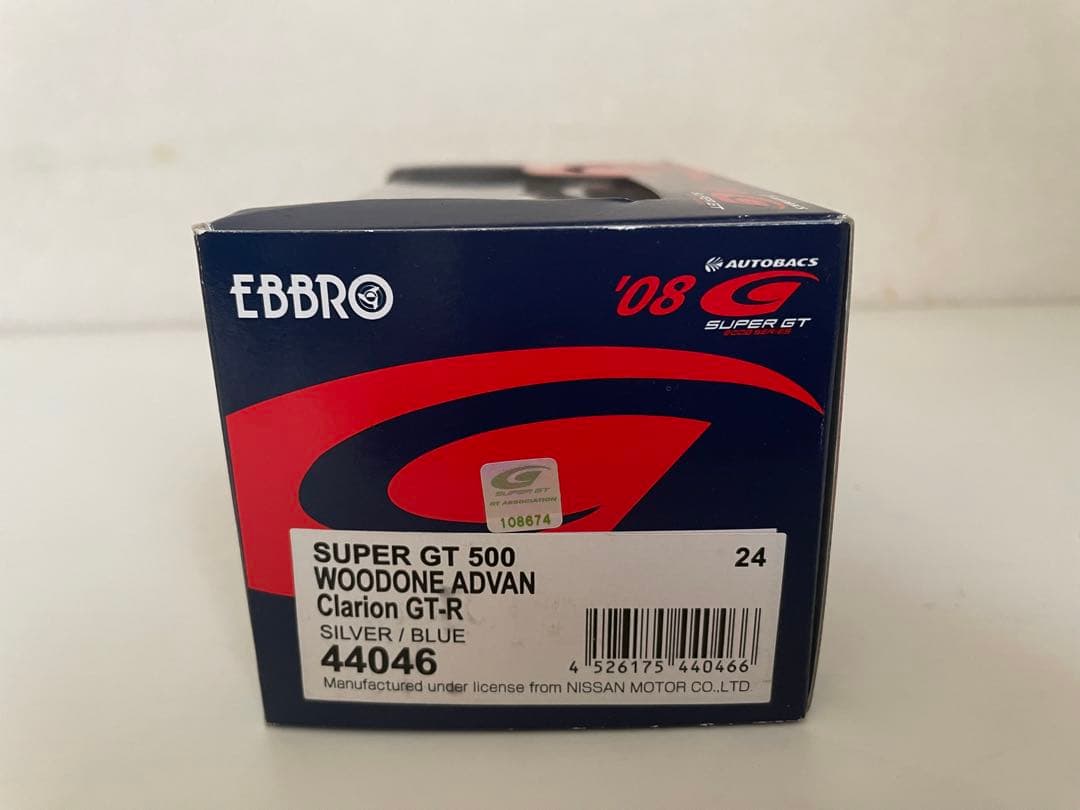 EBBRO
'08
AUTOBACS
SUPER GT
SUPER GT
GT ASSOCIATION
108674
SUPER GT 500
24
WOODONE ADVAN
Clarion GT-R
SILVER / BLUE
44046
4 526175 440466
Manufactured under license from NISSAN MOTOR CO.,LTD